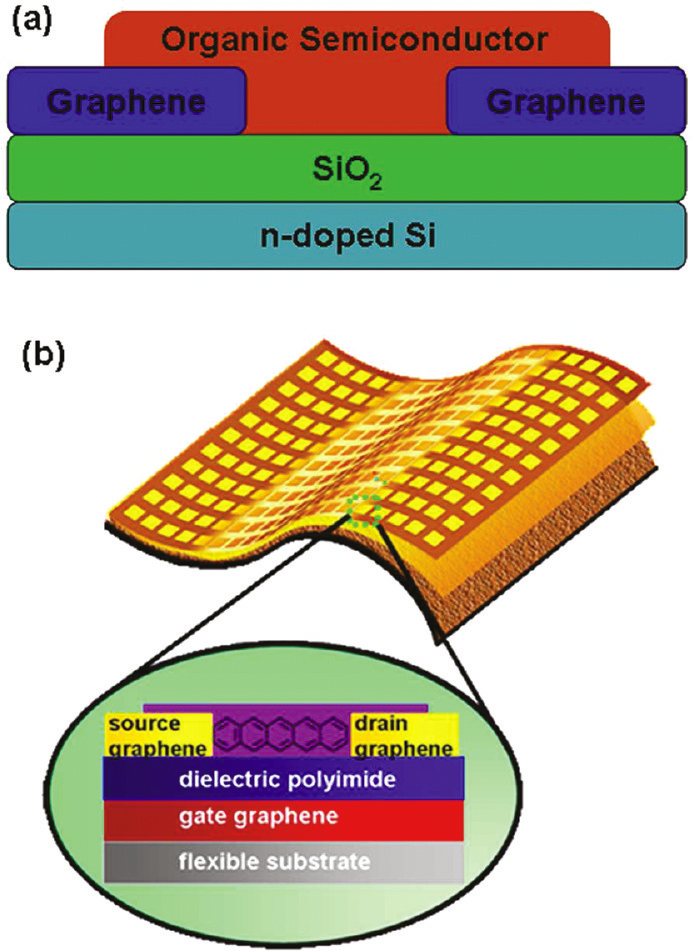 (a)
Organic Semiconductor
Graphene Graphene
SiO₂
n-doped Si
(b)
source drain
graphene graphene
dielectric polyimide
gate graphene
flexible substrate